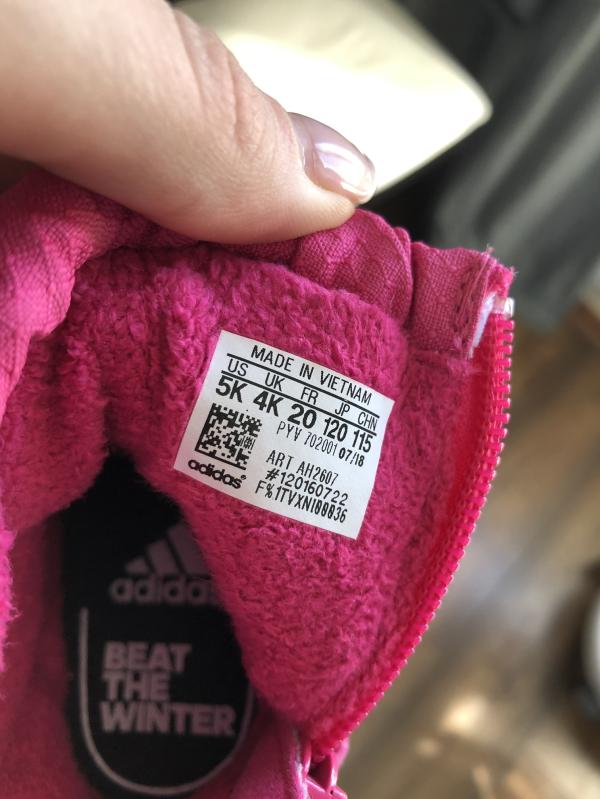 MADE IN VIETNAM
US UK FR JP CHN
5K 4K 20 120 115
PYV 702001 07/18
ART AH2607
#120160722
F%1TVXNI88836
adidas
adidas
BEAT
THE
WINTER